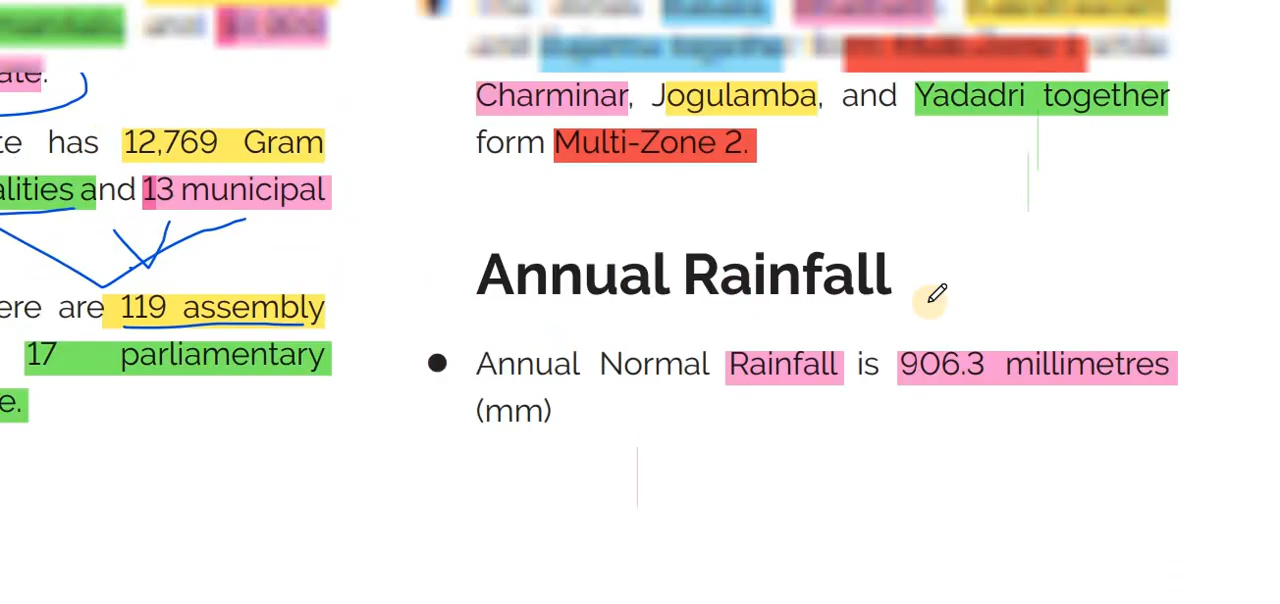 ate.
te has 12,769 Gram
alities and 13 municipal
ere are 119 assembly
17 parliamentary
e.
Charminar, Jogulamba, and Yadadri together
form Multi-Zone 2.
Annual Rainfall
● Annual Normal Rainfall is 906.3 millimetres
(mm)